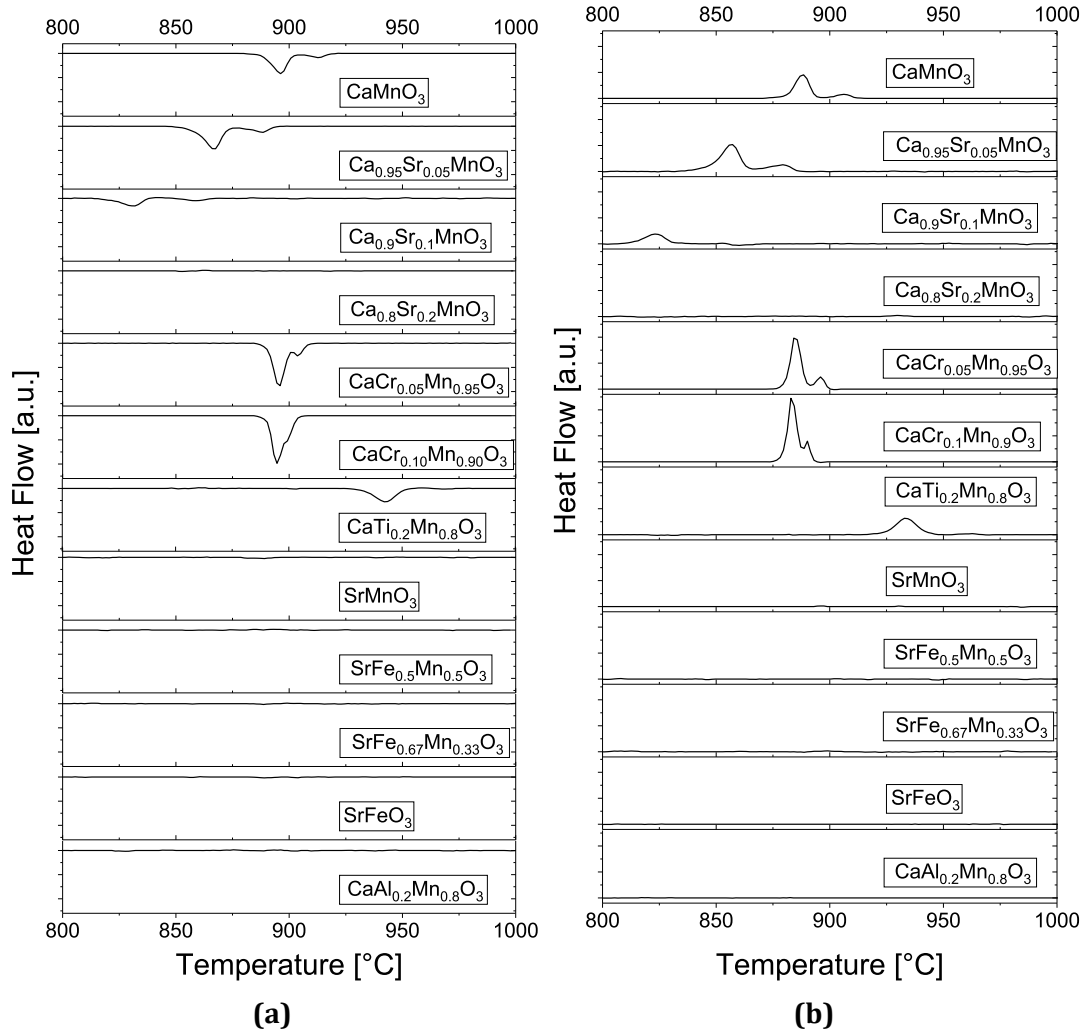 800 850 900 950 1000
CaMnO₃
Ca₀.₉₅Sr₀.₀₅MnO₃
Ca₀.₉Sr₀.₁MnO₃
Ca₀.₈Sr₀.₂MnO₃
CaCr₀.₀₅Mn₀.₉₅O₃
CaCr₀.₁₀Mn₀.₉₀O₃
CaTi₀.₂Mn₀.₈O₃
SrMnO₃
SrFe₀.₅Mn₀.₅O₃
SrFe₀.₆₇Mn₀.₃₃O₃
SrFeO₃
CaAl₀.₂Mn₀.₈O₃
Heat Flow [a.u.]
800 850 900 950 1000
Temperature [°C]
(a)
800 850 900 950 1000
CaMnO₃
Ca₀.₉₅Sr₀.₀₅MnO₃
Ca₀.₉Sr₀.₁MnO₃
Ca₀.₈Sr₀.₂MnO₃
CaCr₀.₀₅Mn₀.₉₅O₃
CaCr₀.₁Mn₀.₉O₃
CaTi₀.₂Mn₀.₈O₃
SrMnO₃
SrFe₀.₅Mn₀.₅O₃
SrFe₀.₆₇Mn₀.₃₃O₃
SrFeO₃
CaAl₀.₂Mn₀.₈O₃
Heat Flow [a.u.]
800 850 900 950 1000
Temperature [°C]
(b)